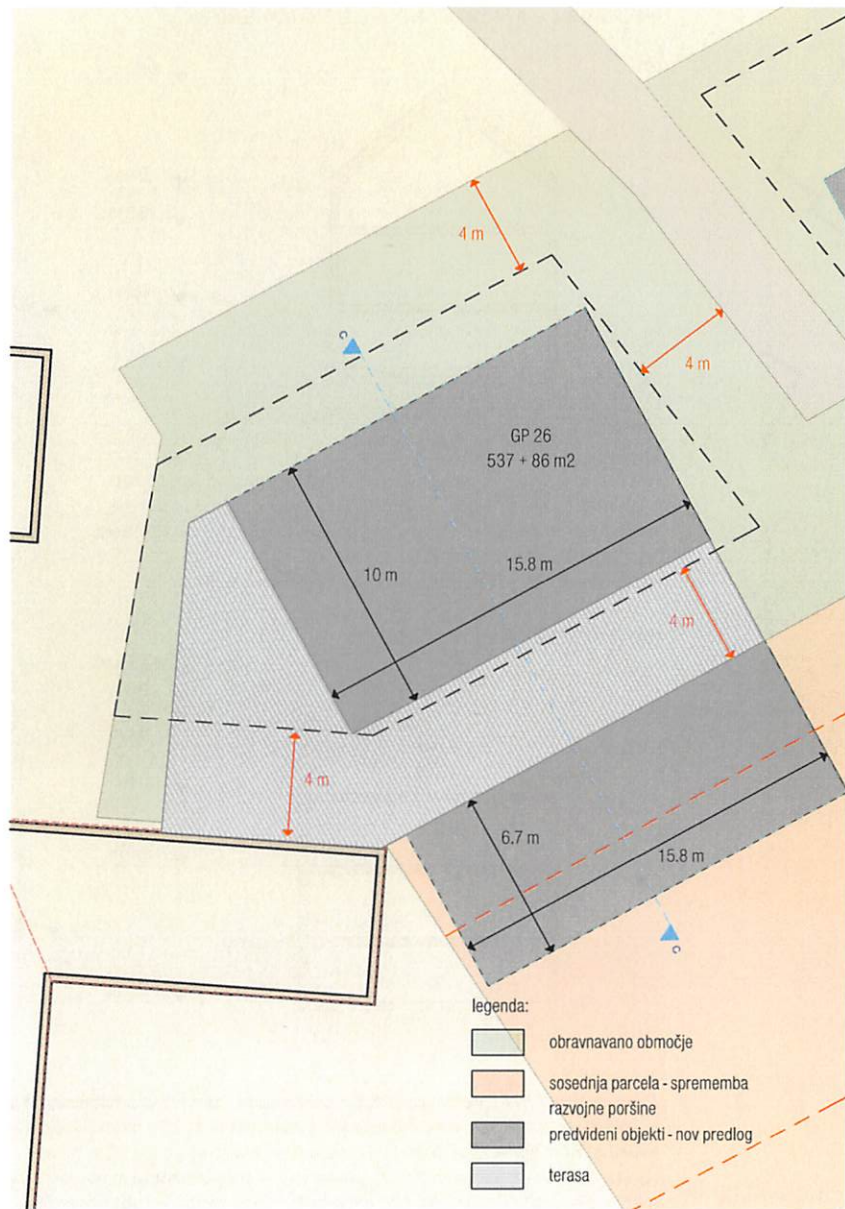 4 m
4 m
c
GP 26
537 + 86 m2
10 m
15.8 m
4 m
4 m
6.7 m
15.8 m
c
legenda:
obravnavano območje
sosednja parcela - sprememba
razvojne poršine
predvideni objekti - nov predlog
terasa